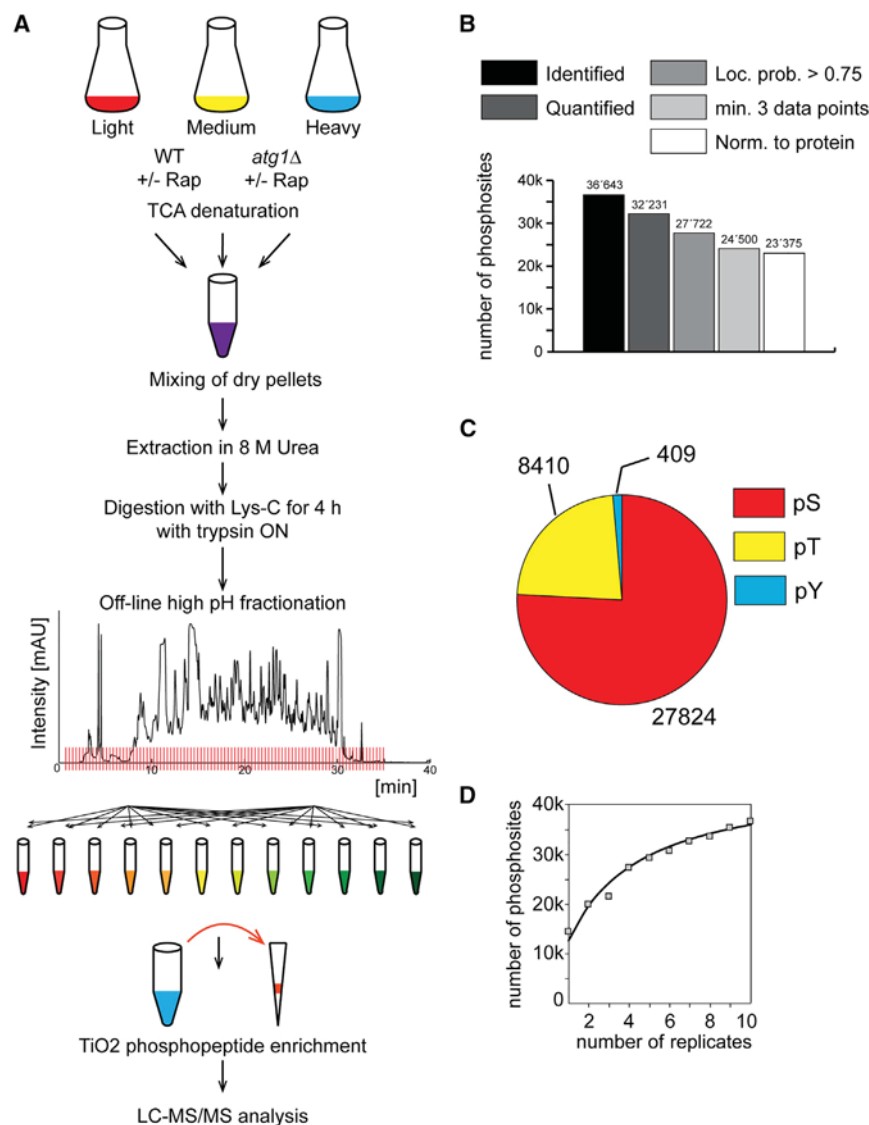 A
Light Medium Heavy
WT atg1Δ
+/- Rap +/- Rap
TCA denaturation
Mixing of dry pellets
Extraction in 8 M Urea
Digestion with Lys-C for 4 h
with trypsin ON
Off-line high pH fractionation
Intensity [mAU]
0 10 20 30 40
[min]
TiO2 phosphopeptide enrichment
LC-MS/MS analysis
B
Identified Loc. prob. > 0.75
Quantified min. 3 data points
Norm. to protein
number of phosphosites
40k
30k
20k
10k
0
36´643
32´231
27´722
24´500
23´375
C
8410
409
27824
pS
pT
pY
D
number of phosphosites
40k
30k
20k
10k
0
2 4 6 8 10
number of replicates